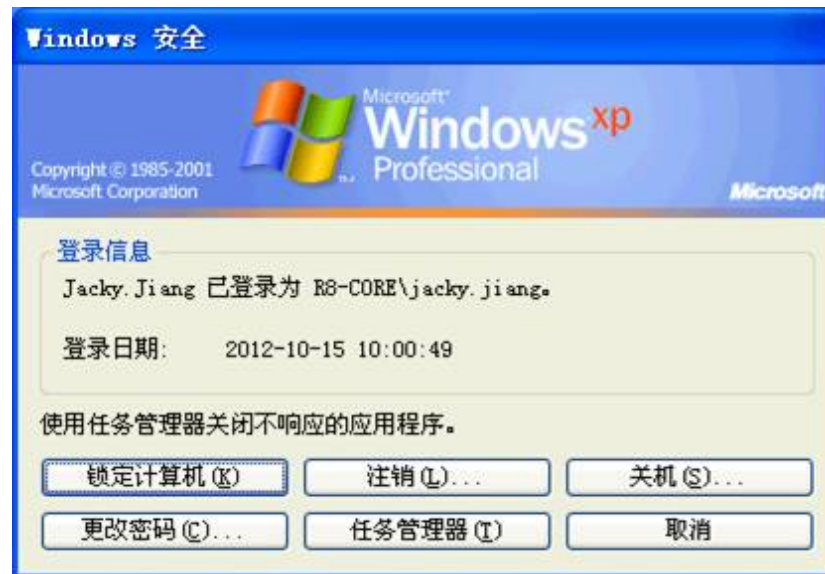 Windows 安全
Microsoft®
Windows xp
Professional
Copyright © 1985-2001
Microsoft Corporation
Microsoft
登录信息
Jacky.Jiang 已登录为 R8-CORE\jacky.jiang。
登录日期: 2012-10-15 10:00:49
使用任务管理器关闭不响应的应用程序。
锁定计算机(K) 注销(L)... 关机(S)...
更改密码(C)... 任务管理器(T) 取消